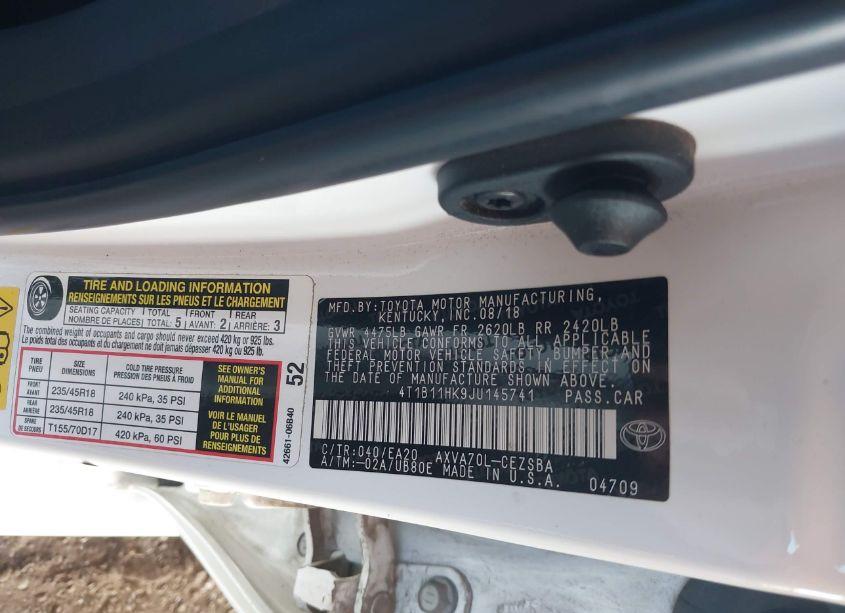 TIRE AND LOADING INFORMATION
RENSEIGNEMENTS SUR LES PNEUS ET LE CHARGEMENT
SEATING CAPACITY TOTAL FRONT REAR
NOMBRE DE PLACES: TOTAL: 5 AVANT: 2 ARRIÈRE: 3
The combined weight of occupants and cargo should never exceed 420 kg or 925 lbs.
Le poids total des occupants et du chargement ne doit jamais dépasser 420 kg ou 925 lb.
TIRE PNEU SIZE DIMENSIONS COLD TIRE PRESSURE PRESSION DES PNEUS À FROID
FRONT AVANT 235/45R18 240 kPa, 35 PSI
REAR ARRIÈRE 235/45R18 240 kPa, 35 PSI
SPARE DE SECOURS T155/70D17 420 kPa, 60 PSI
SEE OWNER'S
MANUAL FOR
ADDITIONAL
INFORMATION
VOIR LE MANUEL
DE L'USAGER
POUR PLUS DE
RENSEIGNEMENTS
52
42661-06B40
MFD.BY:TOYOTA MOTOR MANUFACTURING,
KENTUCKY,INC.08/18
GVWR 4475LB GAWR FR 2620LB RR 2420LB
THIS VEHICLE CONFORMS TO ALL APPLICABLE
FEDERAL MOTOR VEHICLE SAFETY,BUMPER,AND
THEFT PREVENTION STANDARDS IN EFFECT ON
THE DATE OF MANUFACTURE SHOWN ABOVE.
4T1B11HK9JU145741 PASS.CAR
C/TR:040/EA20 AXVA70L-CEZSBA
A/TM:-02A/UB80E MADE IN U.S.A.
04709